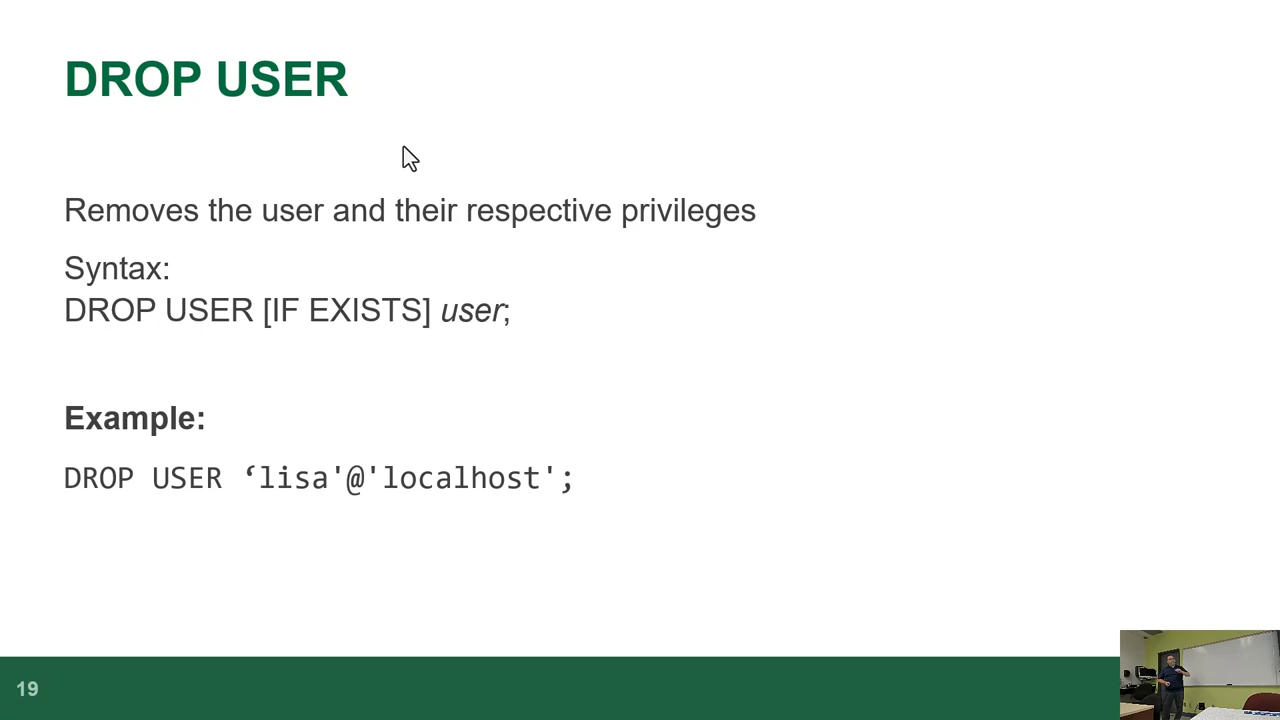 DROP USER
Removes the user and their respective privileges
Syntax:
DROP USER [IF EXISTS] user;
Example:
DROP USER ‘lisa'@'localhost';
19